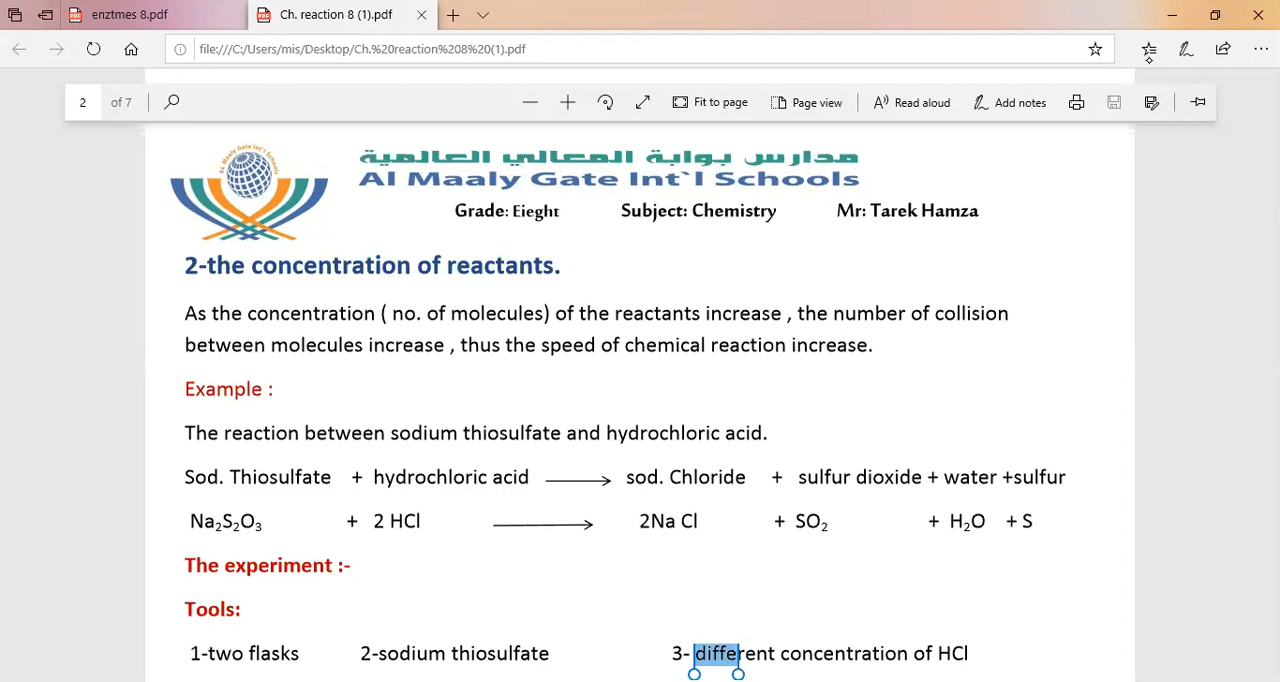 enztmes 8.pdf
Ch. reaction 8 (1).pdf
file:///C:/Users/mis/Desktop/Ch.%20reaction%208%20(1).pdf
2 of 7
Fit to page
Page view
Read aloud
Add notes
AL Maaly Gate Int'l Schools
مدارس بوابة المعالي العالمية
Al Maaly Gate Int`l Schools
Grade: Eieght Subject: Chemistry Mr: Tarek Hamza
2-the concentration of reactants.
As the concentration ( no. of molecules) of the reactants increase , the number of collision
between molecules increase , thus the speed of chemical reaction increase.
Example :
The reaction between sodium thiosulfate and hydrochloric acid.
Sod. Thiosulfate + hydrochloric acid → sod. Chloride + sulfur dioxide + water +sulfur
Na₂S₂O₃ + 2 HCl → 2Na Cl + SO₂ + H₂O + S
The experiment :-
Tools:
1-two flasks 2-sodium thiosulfate 3- different concentration of HCl